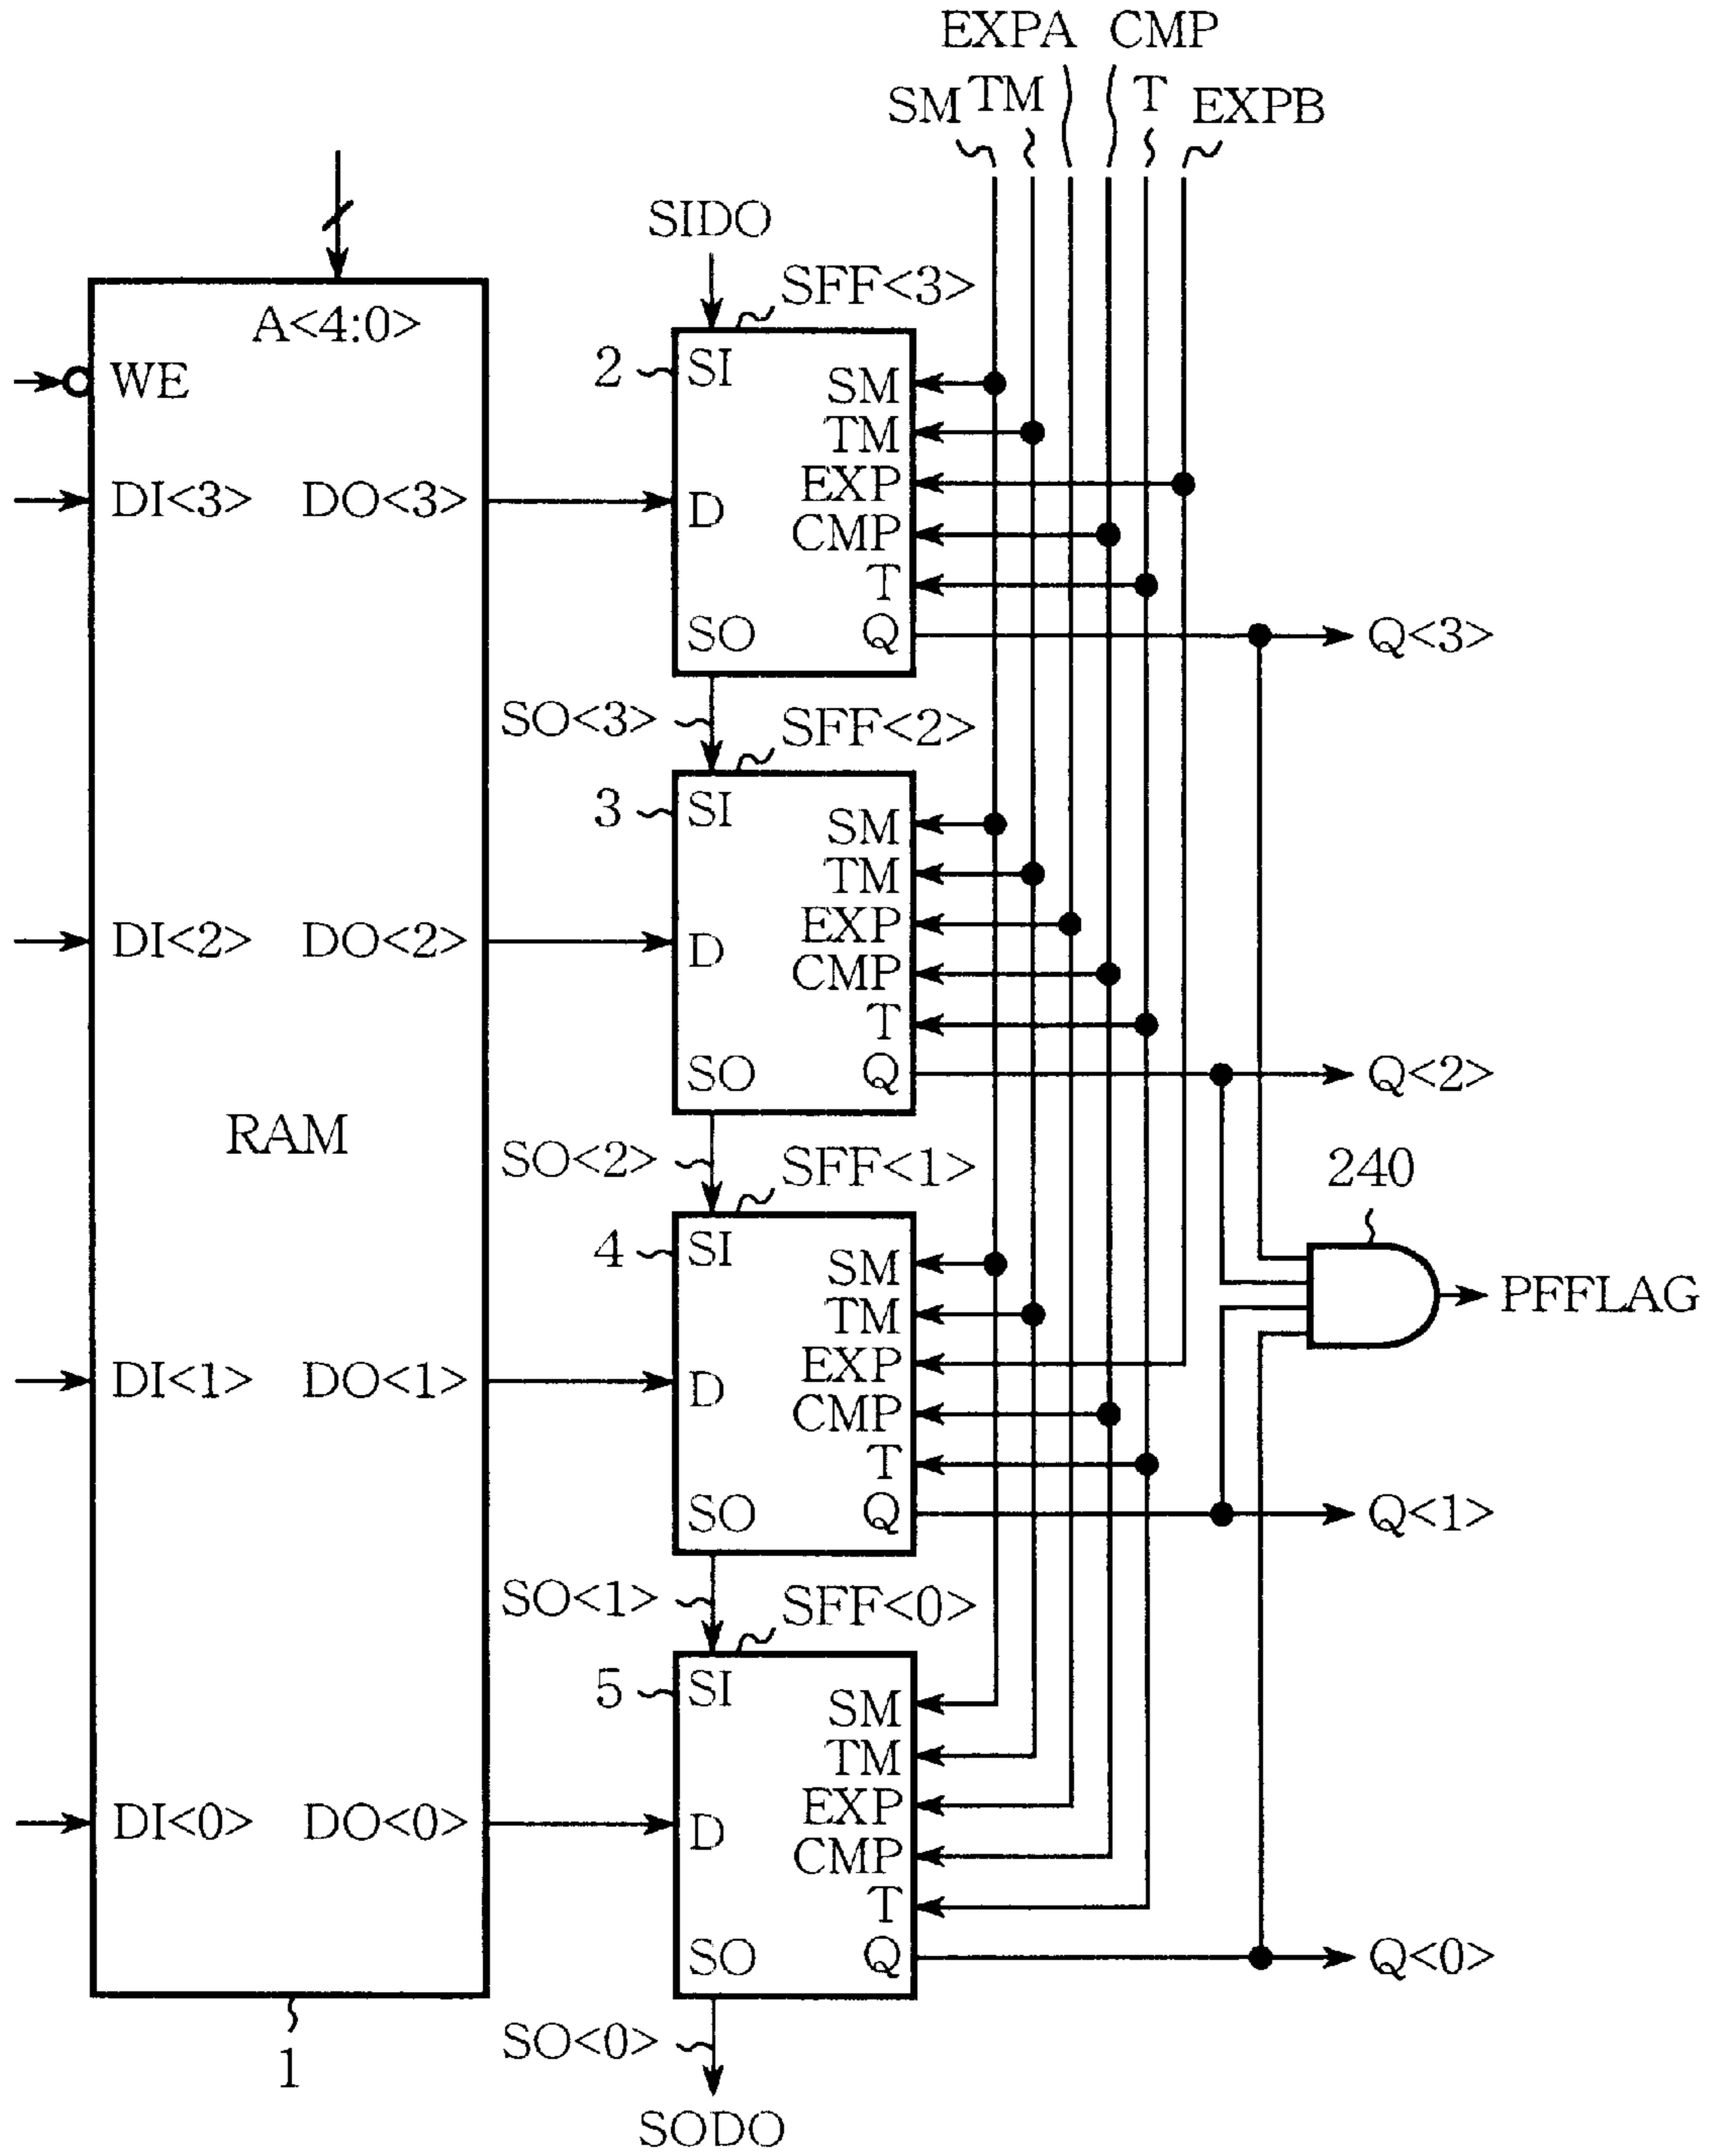 EXPA CMP
SM TM T EXPB
SIDO
SFF<3>
A<4:0>
2 SI
WE
SM
TM
DI<3> DO<3> D EXP
CMP
T
SO Q Q<3>
SO<3> SFF<2>
3 SI
SM
TM
DI<2> DO<2> D EXP
CMP
T
SO Q Q<2>
RAM
SO<2> SFF<1>
240
4 SI
SM
TM PFFLAG
DI<1> DO<1> D EXP
CMP
T
SO Q Q<1>
SO<1> SFF<0>
5 SI
SM
TM
DI<0> DO<0> D EXP
CMP
T
SO Q Q<0>
SO<0>
1
SODO